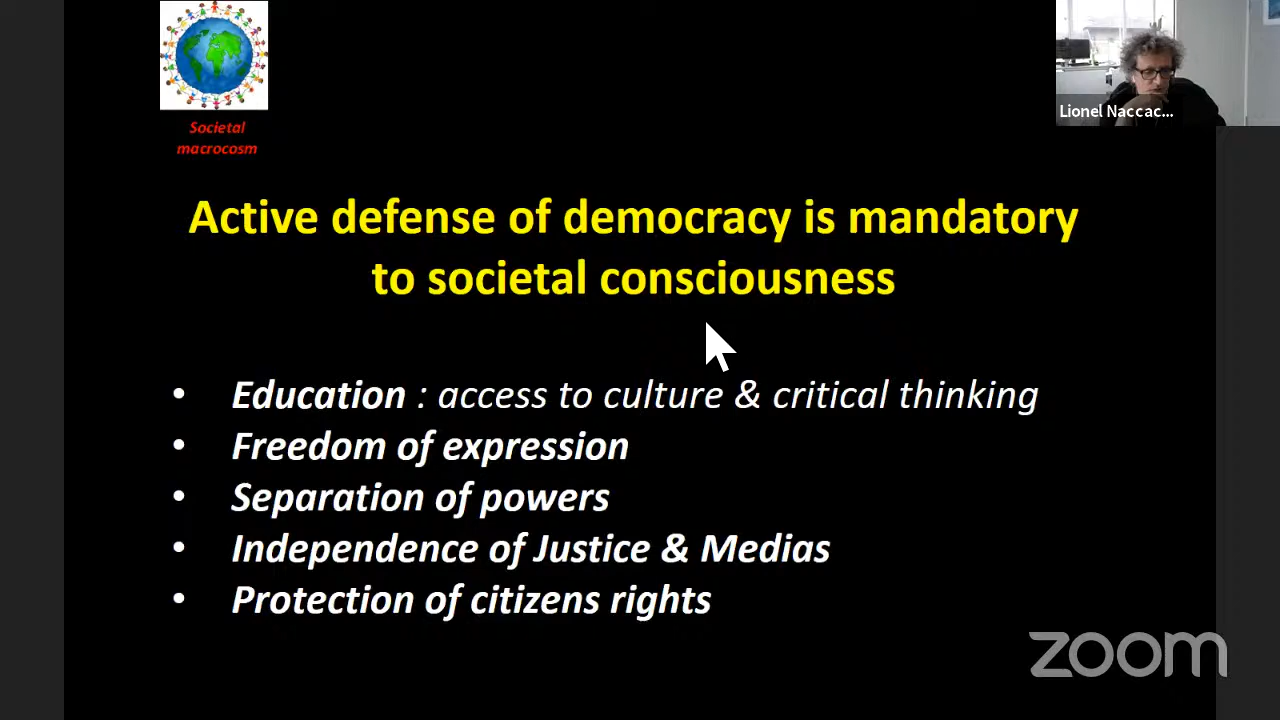 Societal
macrocosm
Lionel Naccac...
Active defense of democracy is mandatory
to societal consciousness
• Education : access to culture & critical thinking
• Freedom of expression
• Separation of powers
• Independence of Justice & Medias
• Protection of citizens rights
zoom